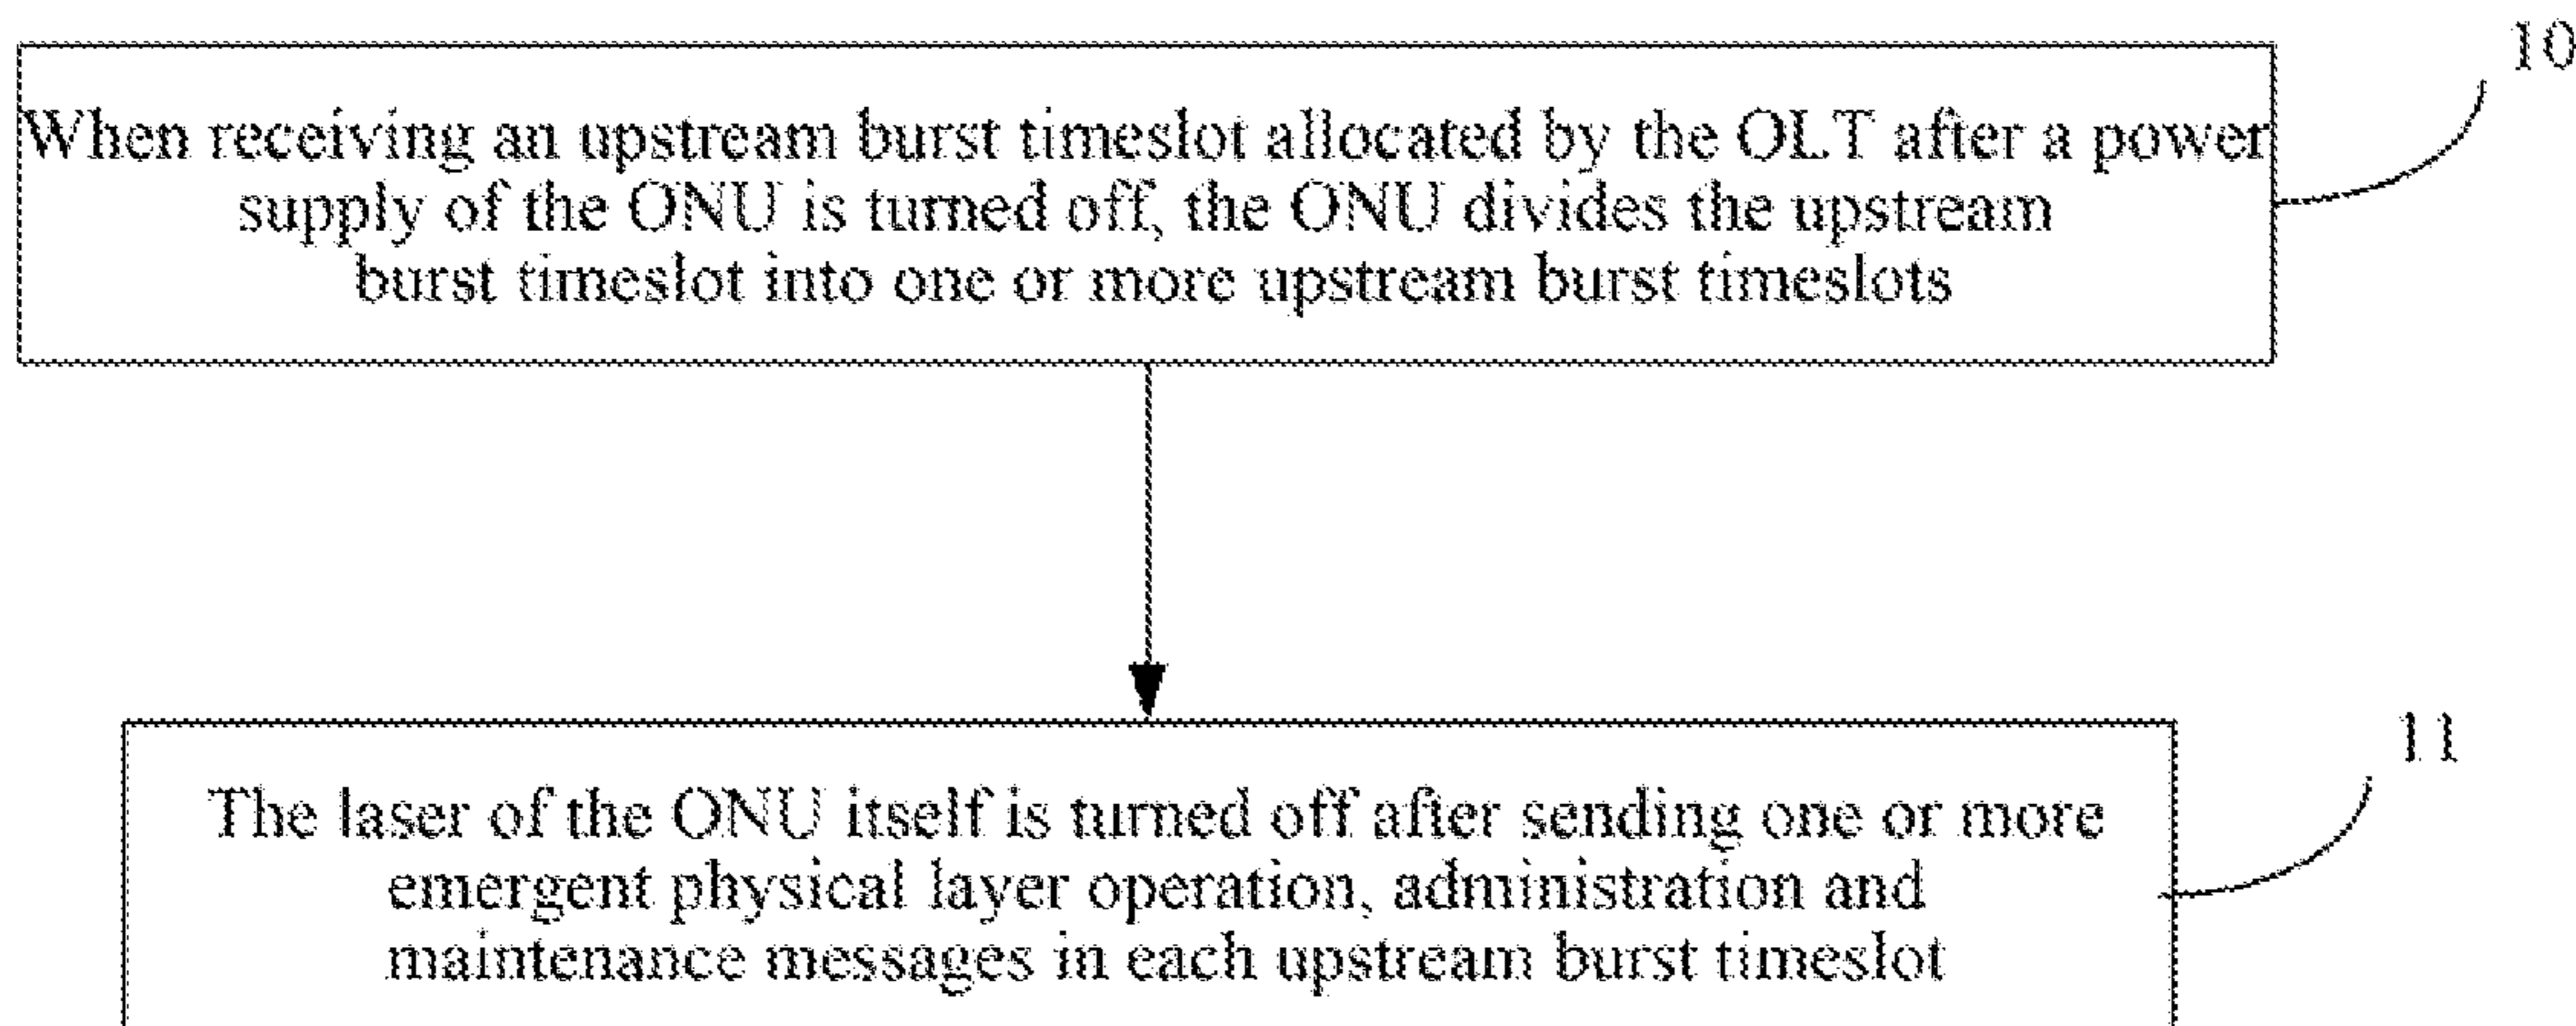 10
When receiving an upstream burst timeslot allocated by the OLT after a power
supply of the ONU is turned off, the ONU divides the upstream
burst timeslot into one or more upstream burst timeslots
11
The laser of the ONU itself is turned off after sending one or more
emergent physical layer operation, administration and
maintenance messages in each upstream burst timeslot